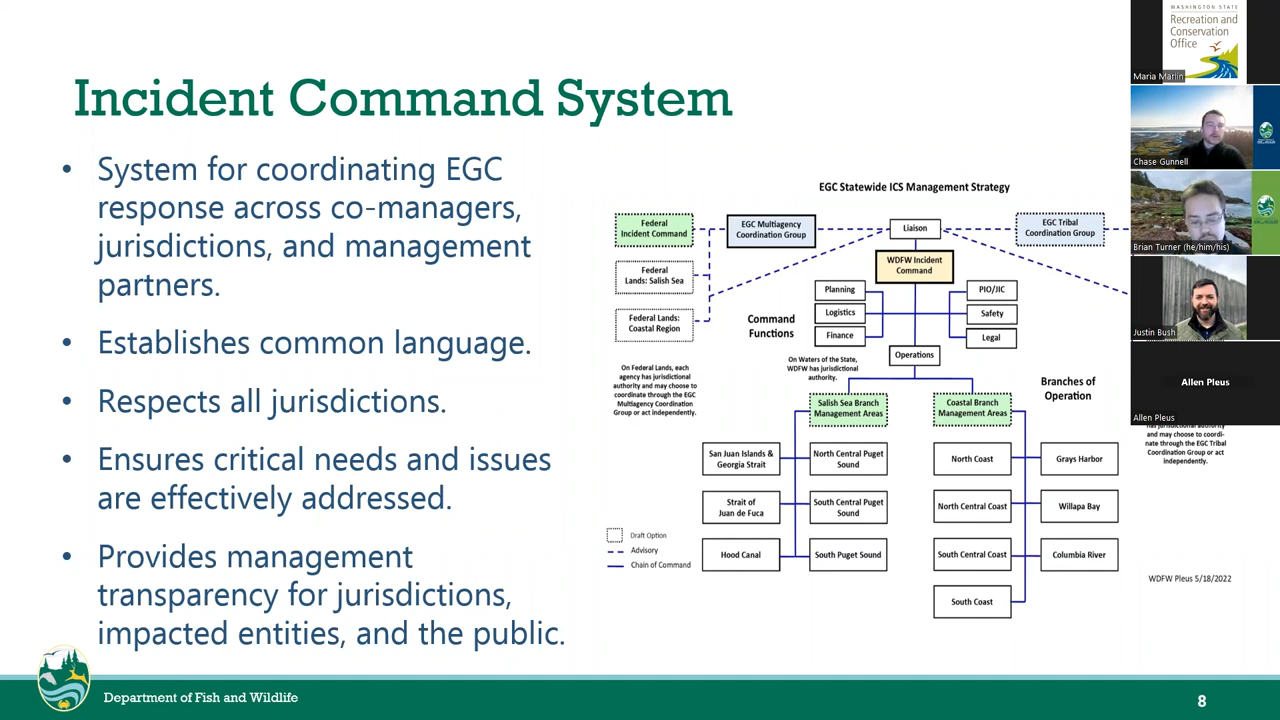 Incident Command System
• System for coordinating EGC
response across co-managers,
jurisdictions, and management
partners.
• Establishes common language.
• Respects all jurisdictions.
• Ensures critical needs and issues
are effectively addressed.
• Provides management
transparency for jurisdictions,
impacted entities, and the public.
EGC Statewide ICS Management Strategy
Federal
Incident Command
EGC Multiagency
Coordination Group
Liaison
EGC Tribal
Coordination Group
WDFW Incident
Command
Federal
Lands: Salish Sea
Federal Lands:
Coastal Region
Command
Functions
Planning
Logistics
Finance
PIO/JIC
Safety
Legal
Operations
On Federal Lands, each
agency has jurisdictional
authority and may choose to
coordinate through the EGC
Multiagency Coordination
Group or act independently.
On Waters of the State,
WDFW has jurisdictional
authority.
Branches of
Operation
Salish Sea Branch
Management Areas
Coastal Branch
Management Areas
San Juan Islands &
Georgia Strait
North Central Puget
Sound
North Coast
Grays Harbor
Strait of
Juan de Fuca
South Central Puget
Sound
North Central Coast
Willapa Bay
Hood Canal
South Puget Sound
South Central Coast
Columbia River
South Coast
has jurisdictional authority
and may choose to coordi-
nate through the EGC Tribal
Coordination Group or act
independently.
Draft Option
Advisory
Chain of Command
WDFW Pleus 5/18/2022
Department of Fish and Wildlife
8
WASHINGTON STATE
Recreation and
Conservation
Office
Maria Marlin
Chase Gunnell
Brian Turner (he/him/his)
Justin Bush
Allen Pleus
Allen Pleus